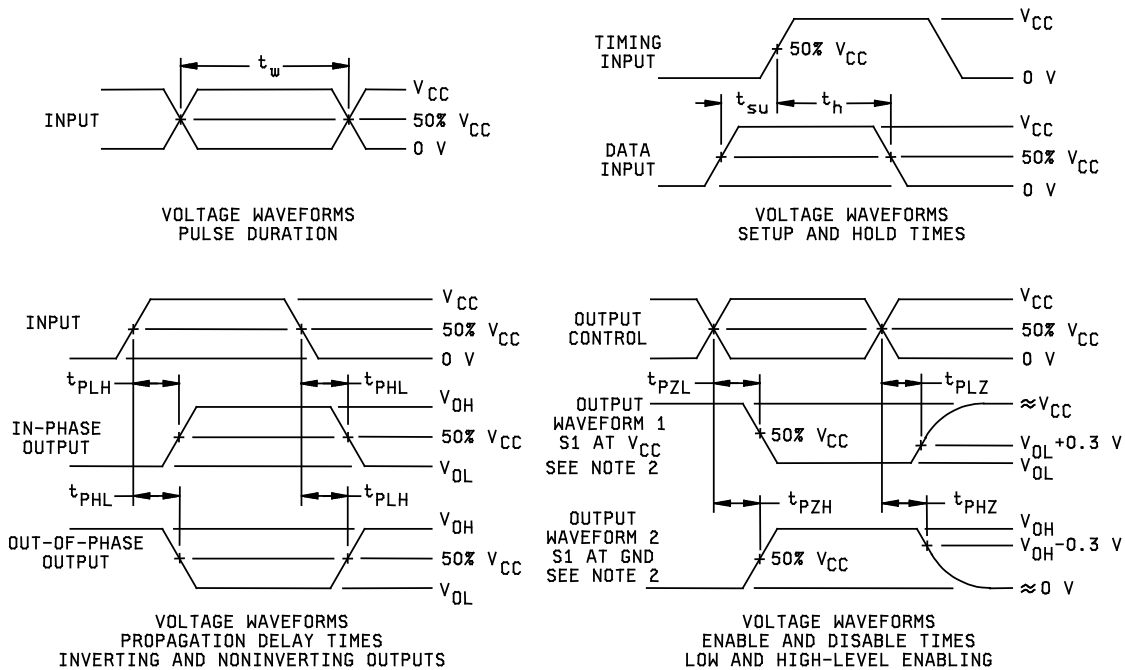 t_w
INPUT
V_CC
50% V_CC
0 V
VOLTAGE WAVEFORMS
PULSE DURATION
TIMING
INPUT
50% V_CC
V_CC
0 V
t_su
t_h
DATA
INPUT
V_CC
50% V_CC
0 V
VOLTAGE WAVEFORMS
SETUP AND HOLD TIMES
INPUT
V_CC
50% V_CC
0 V
t_PLH
t_PHL
IN-PHASE
OUTPUT
V_OH
50% V_CC
V_OL
t_PHL
t_PLH
OUT-OF-PHASE
OUTPUT
V_OH
50% V_CC
V_OL
VOLTAGE WAVEFORMS
PROPAGATION DELAY TIMES
INVERTING AND NONINVERTING OUTPUTS
OUTPUT
CONTROL
V_CC
50% V_CC
0 V
t_PZL
t_PLZ
OUTPUT
WAVEFORM 1
S1 AT V_CC
SEE NOTE 2
50% V_CC
≈V_CC
V_OL+0.3 V
V_OL
t_PZH
t_PHZ
OUTPUT
WAVEFORM 2
S1 AT GND
SEE NOTE 2
50% V_CC
V_OH
V_OH-0.3 V
≈0 V
VOLTAGE WAVEFORMS
ENABLE AND DISABLE TIMES
LOW AND HIGH-LEVEL ENABLING